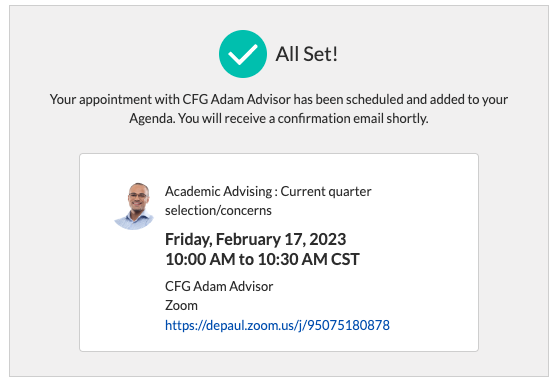 All Set!
Your appointment with CFG Adam Advisor has been scheduled and added to your
Agenda. You will receive a confirmation email shortly.
Academic Advising : Current quarter
selection/concerns
Friday, February 17, 2023
10:00 AM to 10:30 AM CST
CFG Adam Advisor
Zoom
https://depaul.zoom.us/j/95075180878